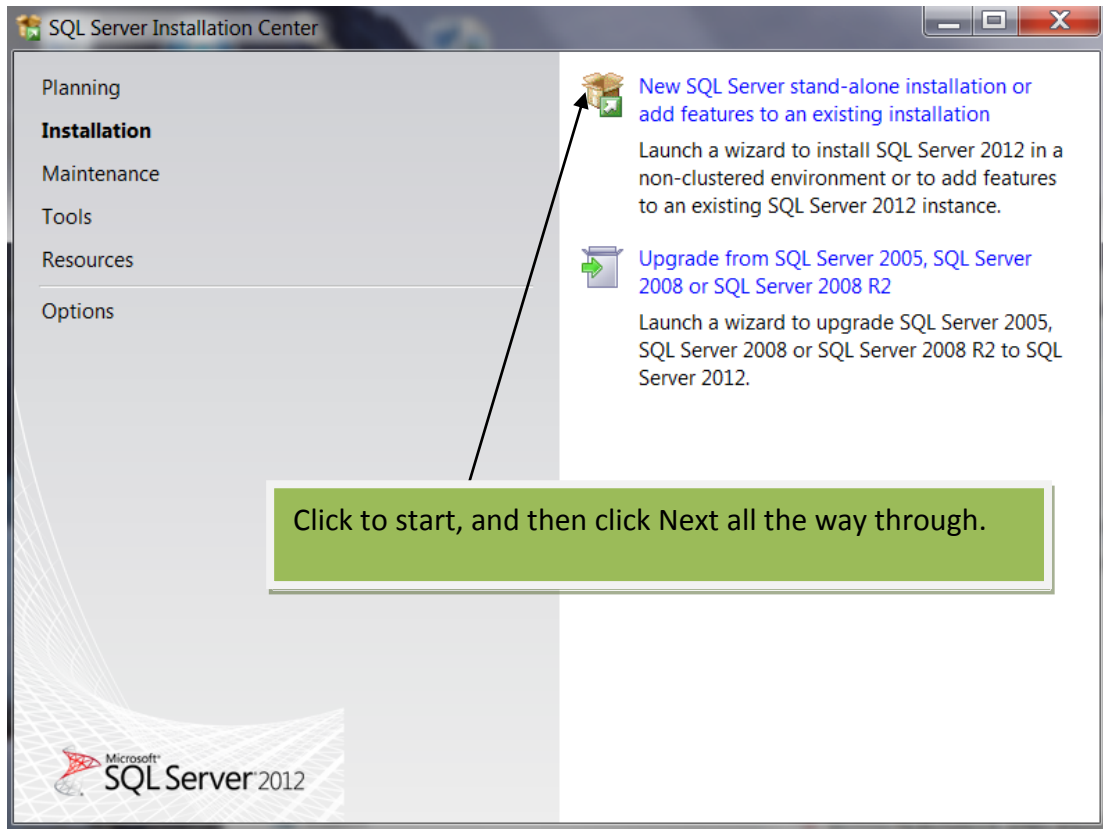 SQL Server Installation Center
Planning
Installation
Maintenance
Tools
Resources
Options
New SQL Server stand-alone installation or
add features to an existing installation
Launch a wizard to install SQL Server 2012 in a
non-clustered environment or to add features
to an existing SQL Server 2012 instance.
Upgrade from SQL Server 2005, SQL Server
2008 or SQL Server 2008 R2
Launch a wizard to upgrade SQL Server 2005,
SQL Server 2008 or SQL Server 2008 R2 to SQL
Server 2012.
Click to start, and then click Next all the way through.
Microsoft®
SQL Server® 2012